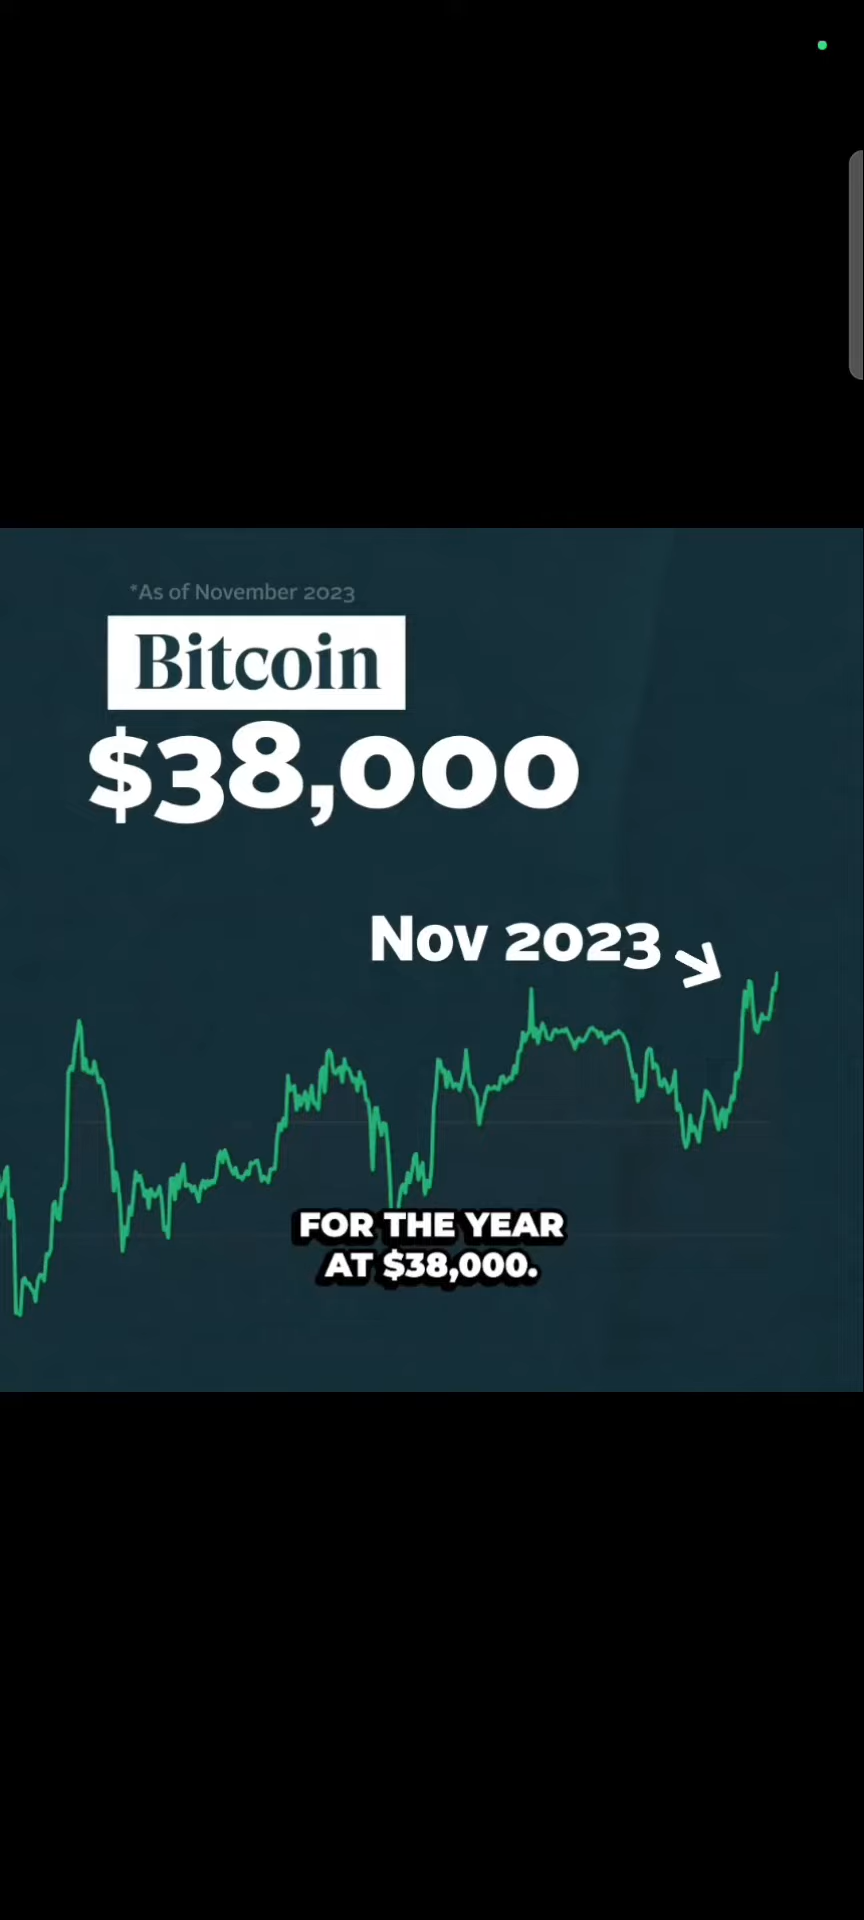 *As of November 2023
Bitcoin
$38,000
Nov 2023
FOR THE YEAR
AT $38,000.